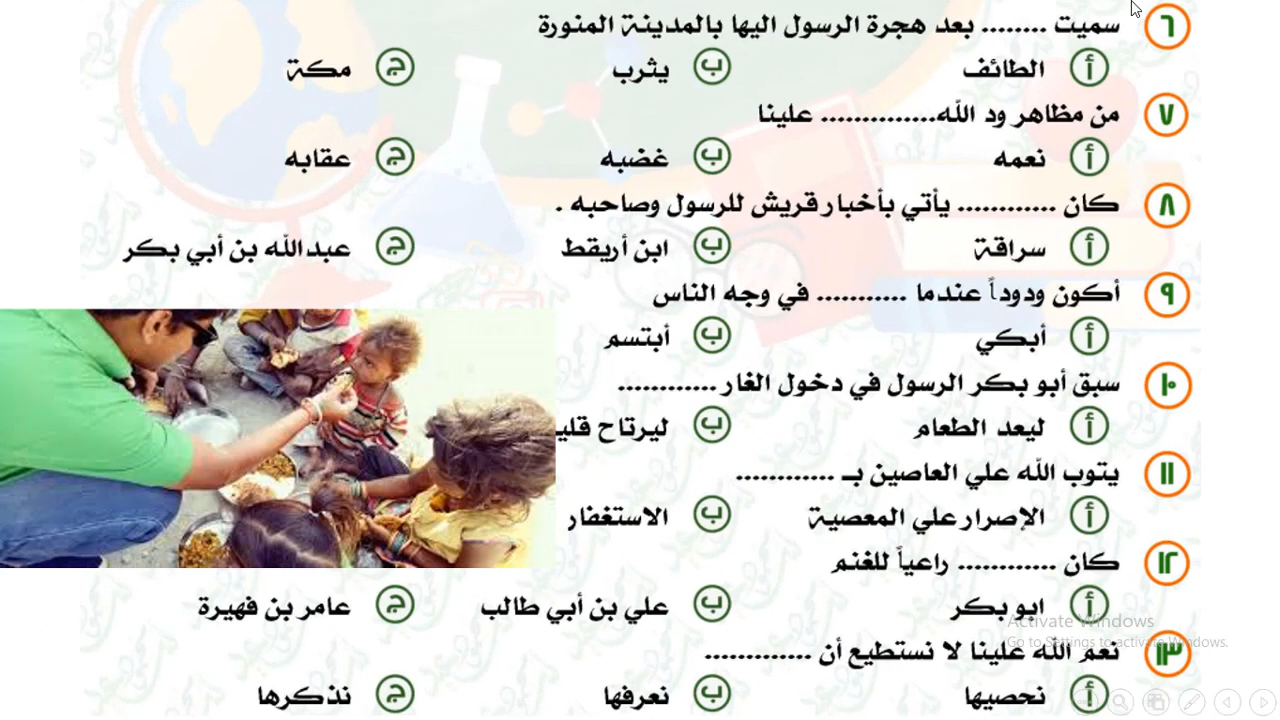 ٦ سميت ........ بعد هجرة الرسول اليها بالمدينة المنورة
أ الطائف ب يثرب ج مكة
٧ من مظاهر ود الله.............. علينا
أ نعمه ب غضبه ج عقابه
٨ كان ............ يأتي بأخبار قريش للرسول وصاحبه .
أ سراقة ب ابن أريقط ج عبدالله بن أبي بكر
٩ أكون ودوداً عندما ........... في وجه الناس
أ أبكي ب أبتسم
١٠ سبق أبو بكر الرسول في دخول الغار ............
أ ليعد الطعام ب ليرتاح
١١ يتوب الله علي العاصين بـ ............
أ الإصرار علي المعصية ب الاستغفار
١٢ كان ............ راعياً للغنم
أ ابو بكر ب علي بن أبي طالب ج عامر بن فهيرة
Activate Windows
Go to Settings to activate Windows.
١٣ نعم الله علينا لا نستطيع أن .............
أ نحصيها ب نعرفها ج نذكرها